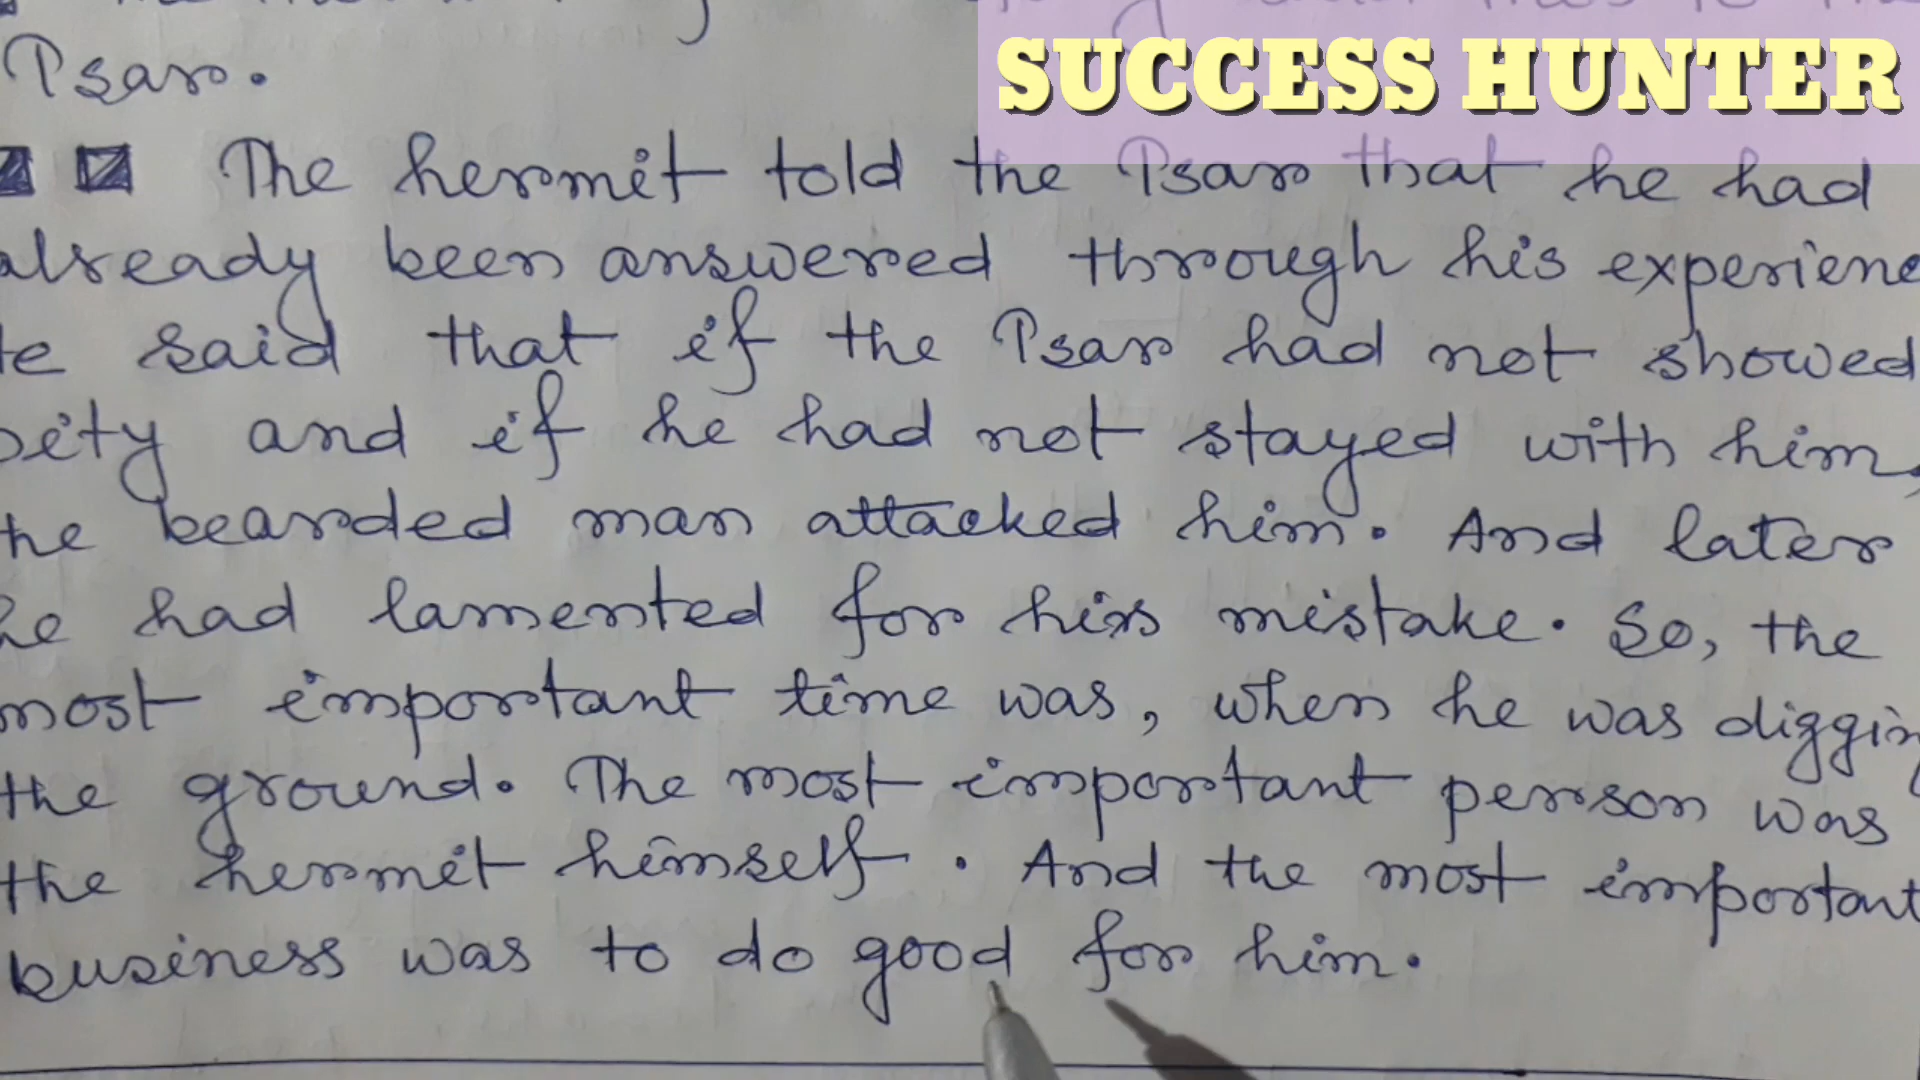 SUCCESS HUNTER
Tsar.
The hermit told the Tsar that he had
already been answered through his experienc
He said that if the Tsar had not showed
pity and if he had not stayed with him,
the bearded man attacked him. And later
he had lamented for his mistake. So, the
most important time was, when he was diggin
the ground. The most important person was
the hermit himself. And the most important
business was to do good for him.